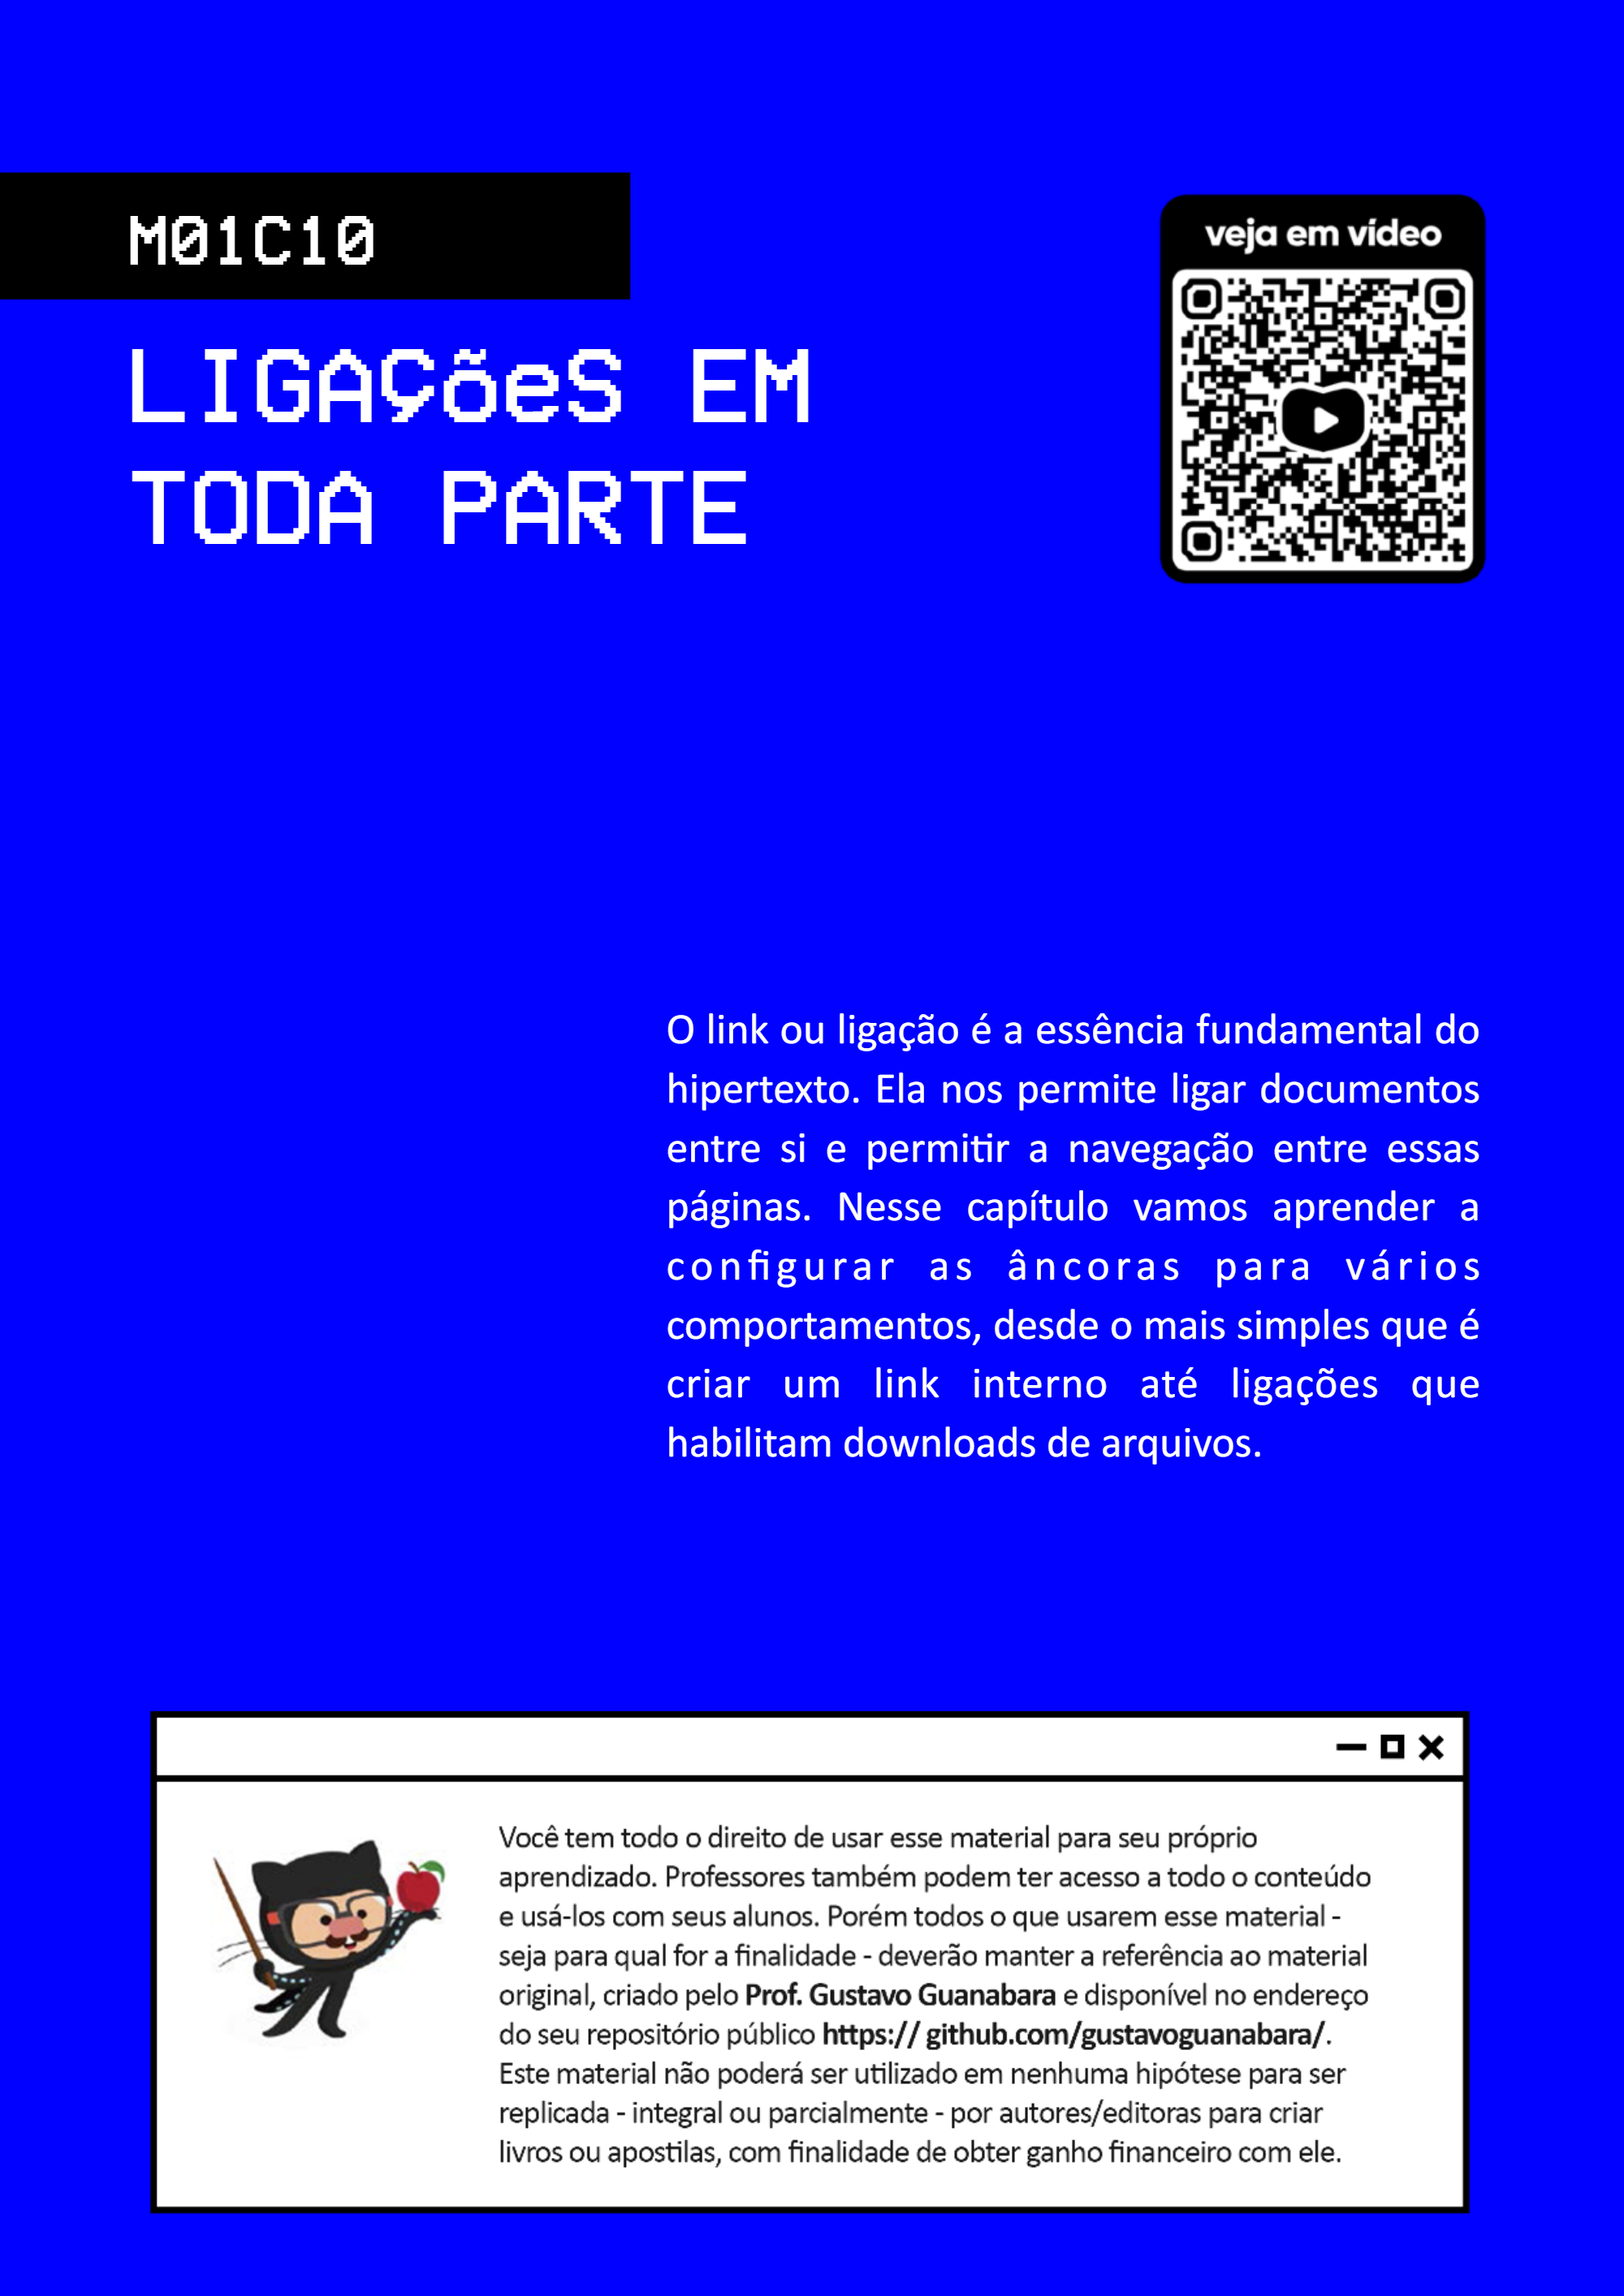 M01C10
LIGAÇõeS EM
TODA PARTE
veja em vídeo
O link ou ligação é a essência fundamental do
hipertexto. Ela nos permite ligar documentos
entre si e permitir a navegação entre essas
páginas. Nesse capítulo vamos aprender a
configurar as âncoras para vários
comportamentos, desde o mais simples que é
criar um link interno até ligações que
habilitam downloads de arquivos.
Você tem todo o direito de usar esse material para seu próprio
aprendizado. Professores também podem ter acesso a todo o conteúdo
e usá-los com seus alunos. Porém todos o que usarem esse material -
seja para qual for a finalidade - deverão manter a referência ao material
original, criado pelo Prof. Gustavo Guanabara e disponível no endereço
do seu repositório público https:// github.com/gustavoguanabara/.
Este material não poderá ser utilizado em nenhuma hipótese para ser
replicada - integral ou parcialmente - por autores/editoras para criar
livros ou apostilas, com finalidade de obter ganho financeiro com ele.